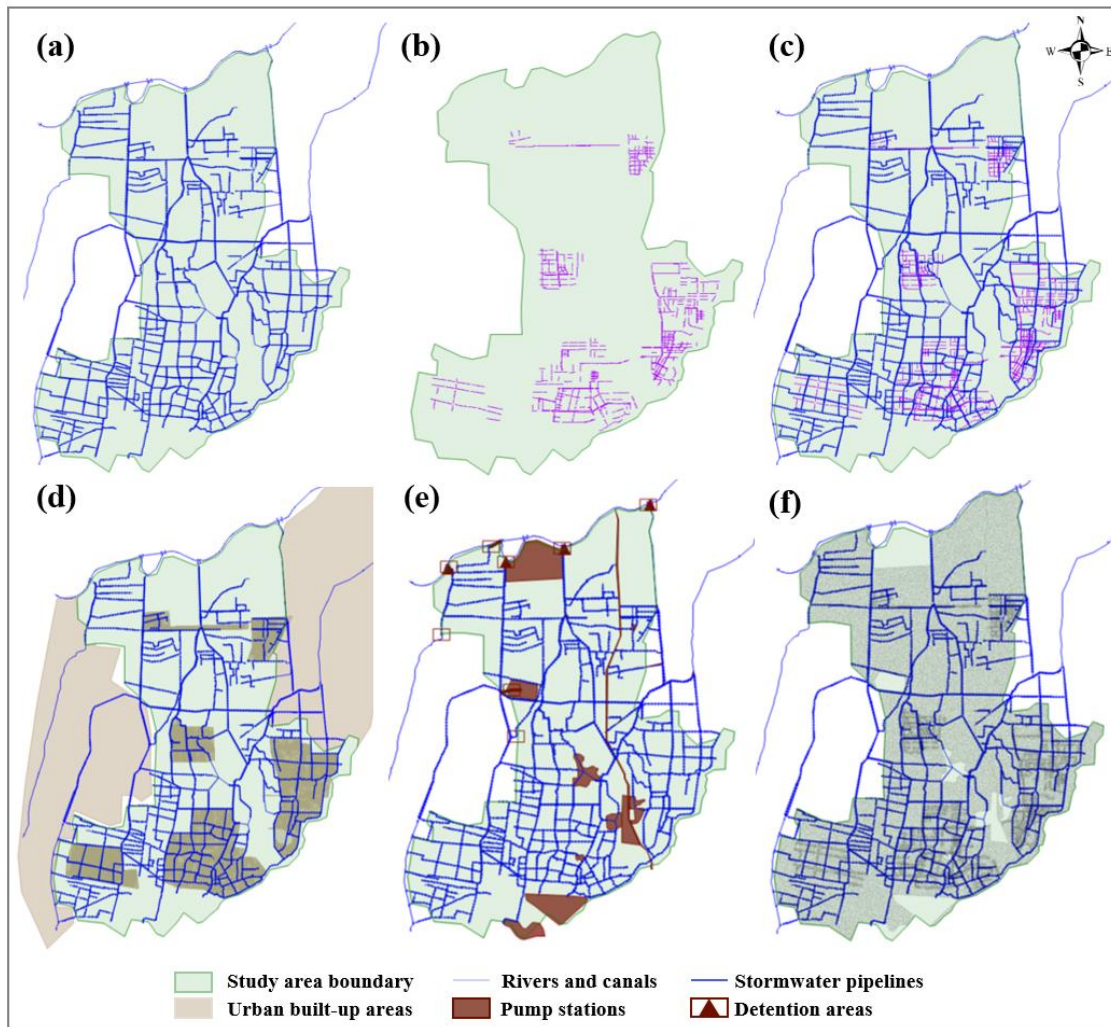 (a)
(b)
(c)
N
W E
S
(d)
(e)
(f)
Study area boundary
Rivers and canals
Stormwater pipelines
Urban built-up areas
Pump stations
Detention areas